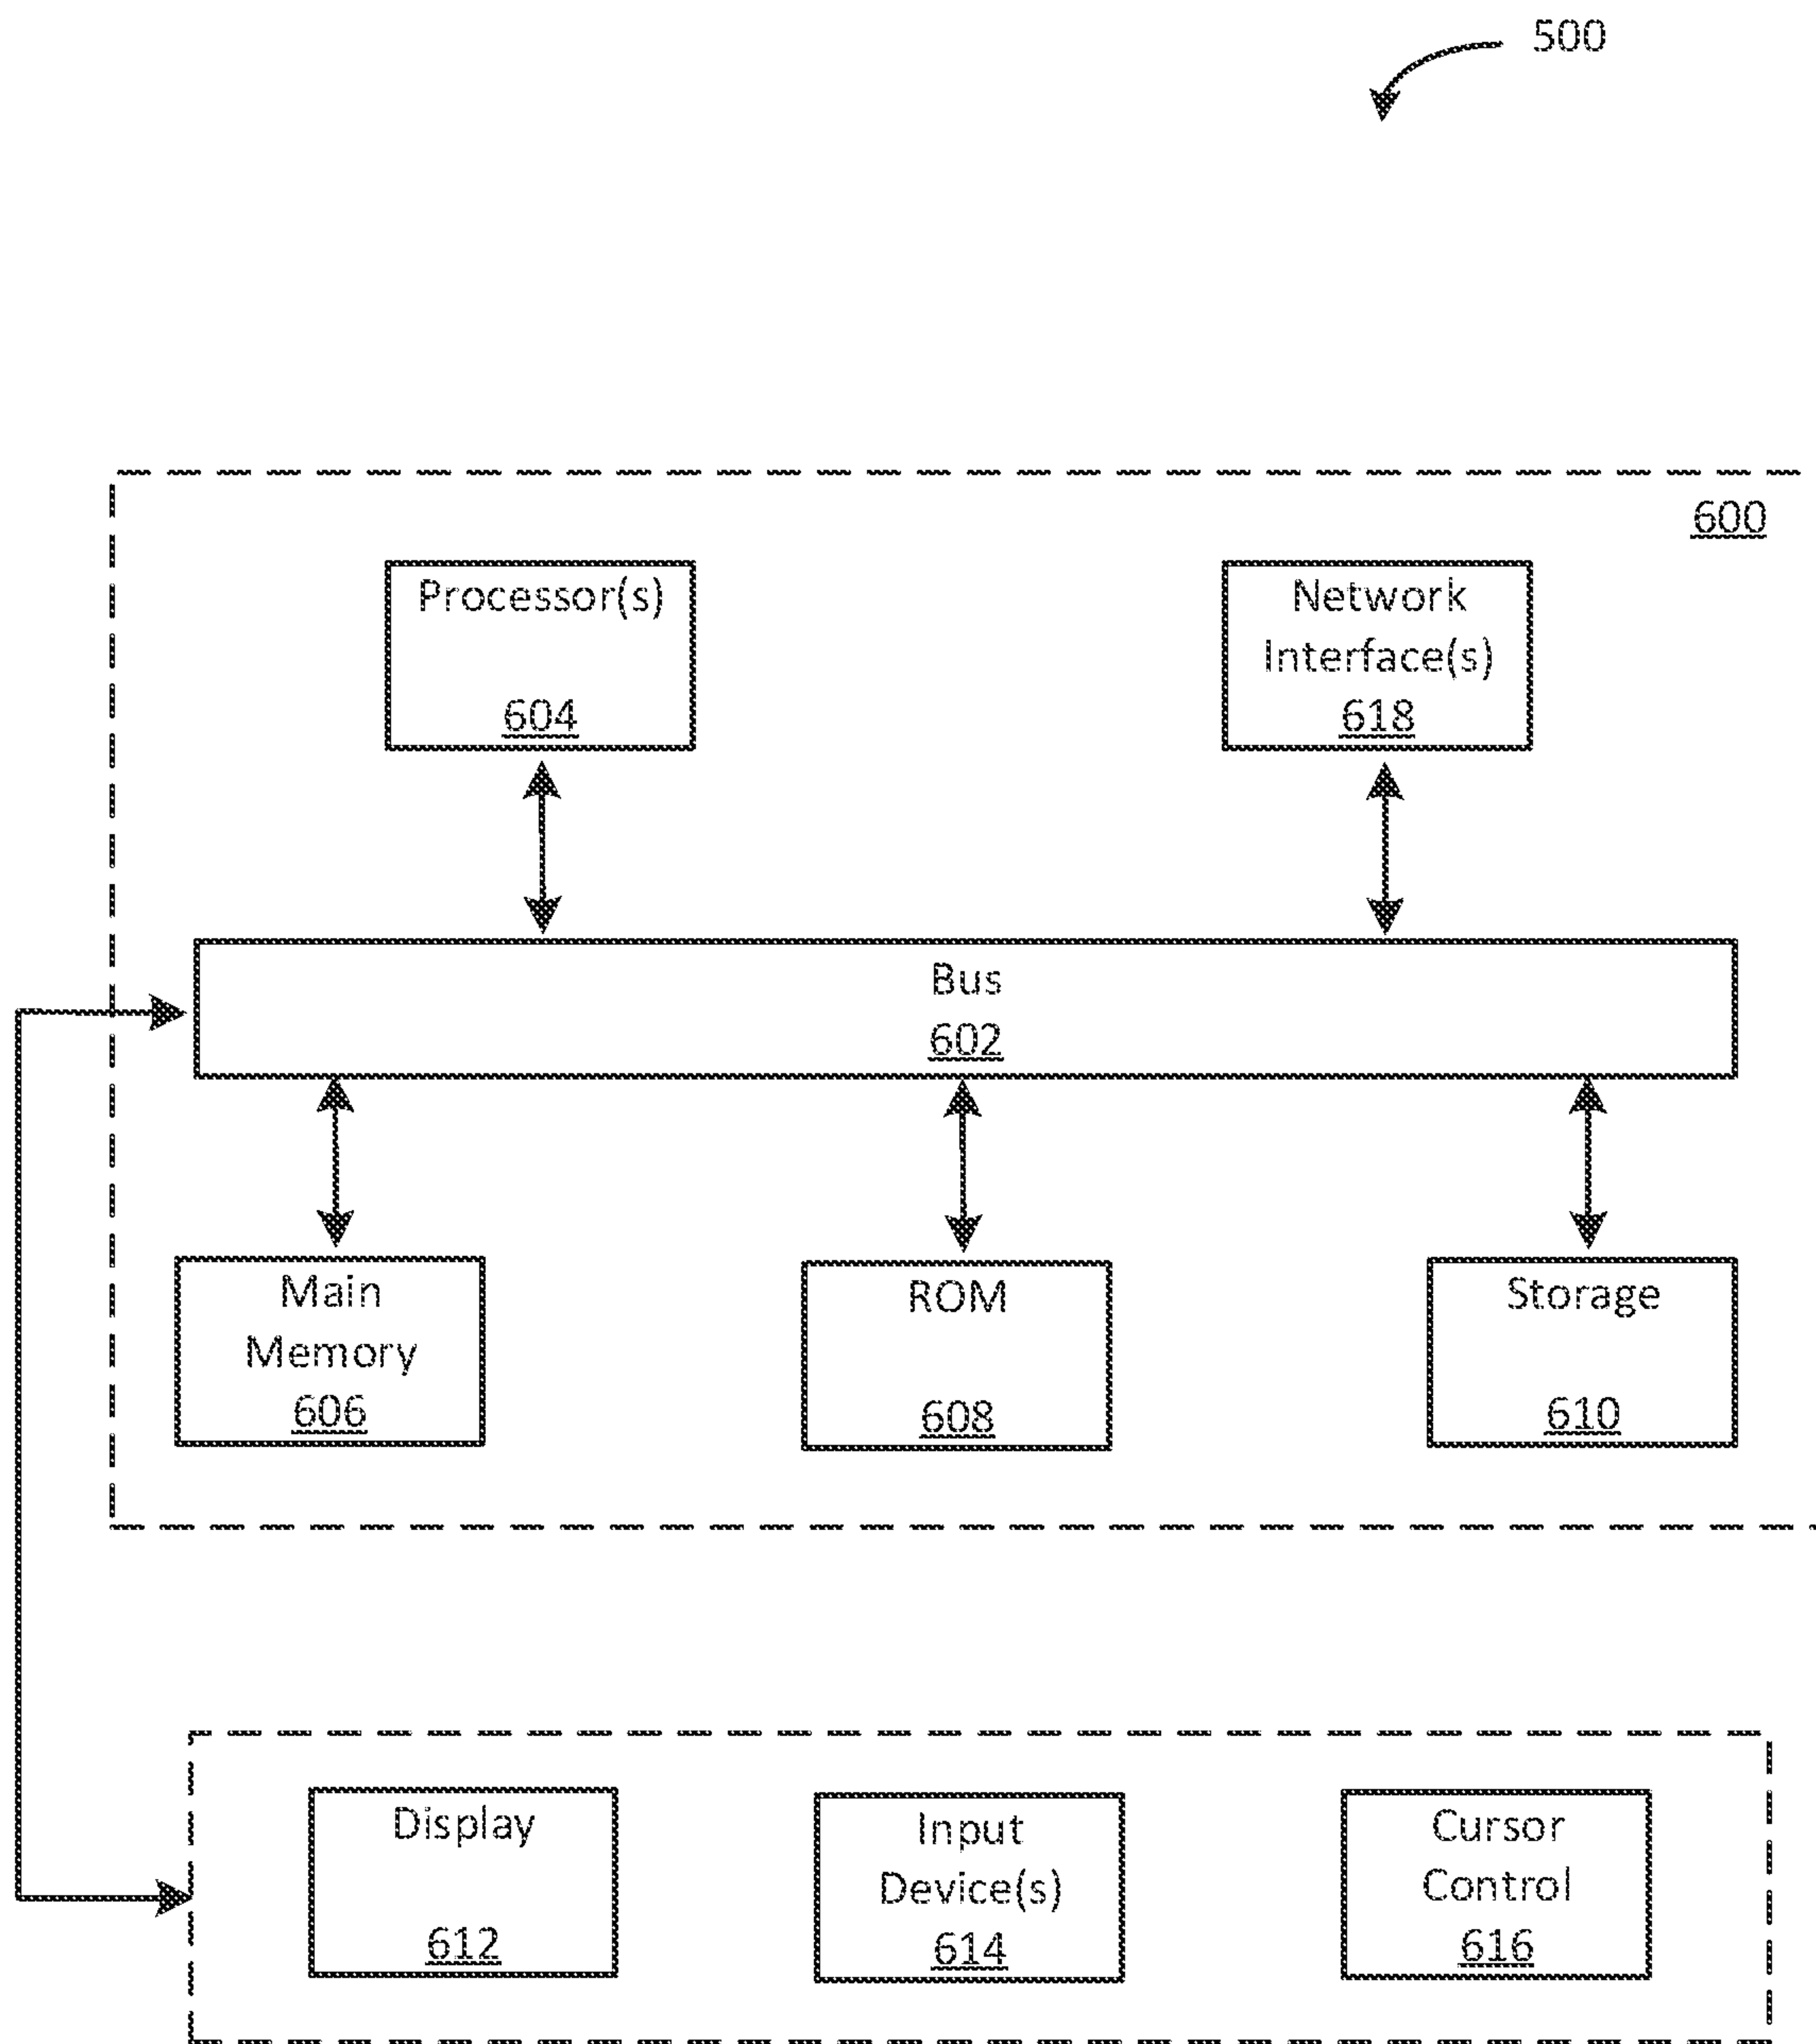 500
600
Processor(s)
604
Network
Interface(s)
618
Bus
602
Main
Memory
606
ROM
608
Storage
610
Display
612
Input
Device(s)
614
Cursor
Control
616